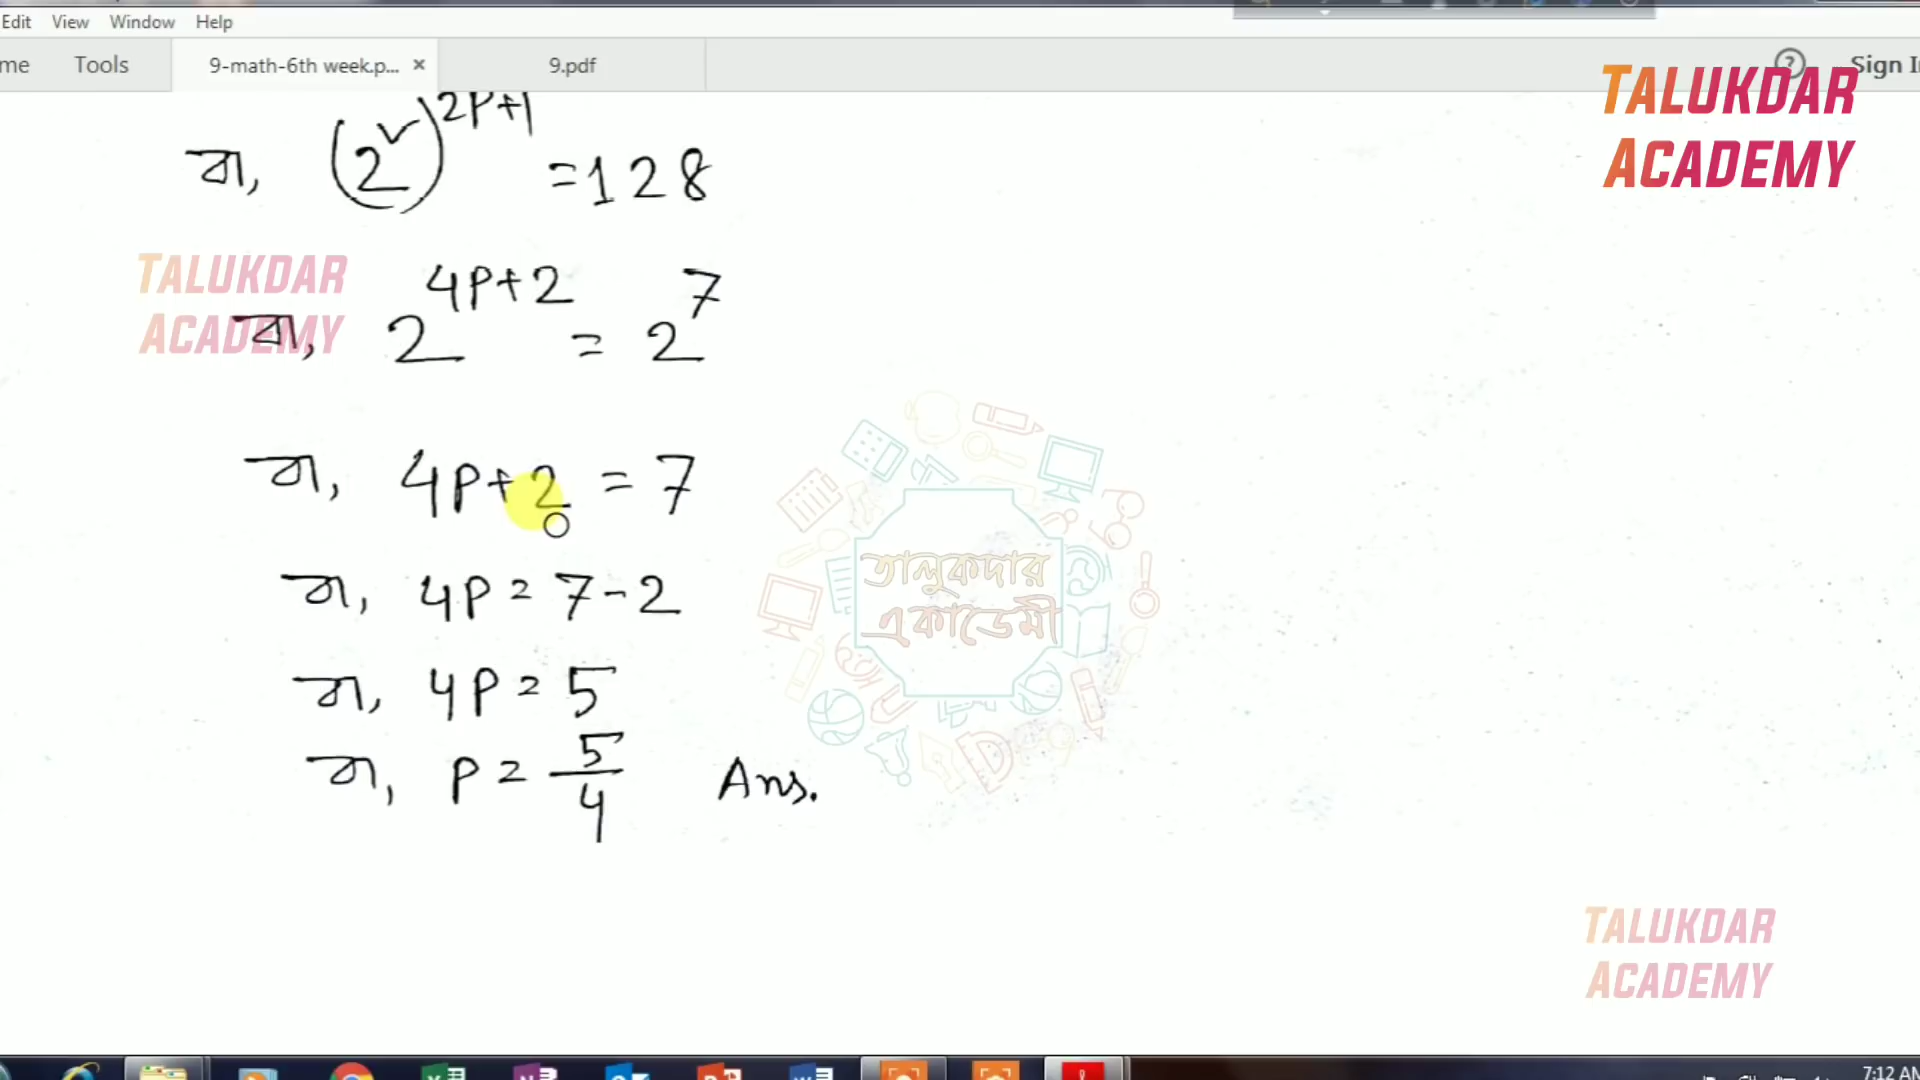 Edit View Window Help
me Tools 9-math-6th week.p... × 9.pdf ? Sign I
TALUKDAR
ACADEMY
বা, (2²)^{2p+1} = 128
TALUKDAR
ACADEMY
বা, 2^{4p+2} = 2^7
বা, 4p+2 = 7
বা, 4p = 7-2
বা, 4p = 5
বা, p = 5/4 Ans.
তালুকদার
একাডেমী
TALUKDAR
ACADEMY
7:12 AM